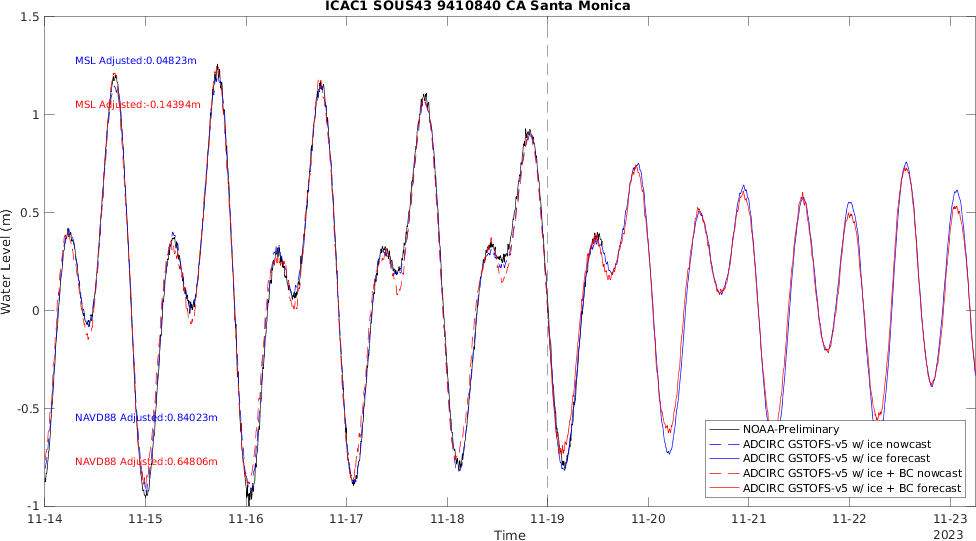 ICAC1 SOUS43 9410840 CA Santa Monica
1.5
1
0.5
0
-0.5
-1
Water Level (m)
MSL Adjusted:0.04823m
MSL Adjusted:-0.14394m
NAVD88 Adjusted:0.84023m
NAVD88 Adjusted:0.64806m
NOAA-Preliminary
ADCIRC GSTOFS-v5 w/ ice nowcast
ADCIRC GSTOFS-v5 w/ ice forecast
ADCIRC GSTOFS-v5 w/ ice + BC nowcast
ADCIRC GSTOFS-v5 w/ ice + BC forecast
11-14 11-15 11-16 11-17 11-18 11-19 11-20 11-21 11-22 11-23
Time
2023